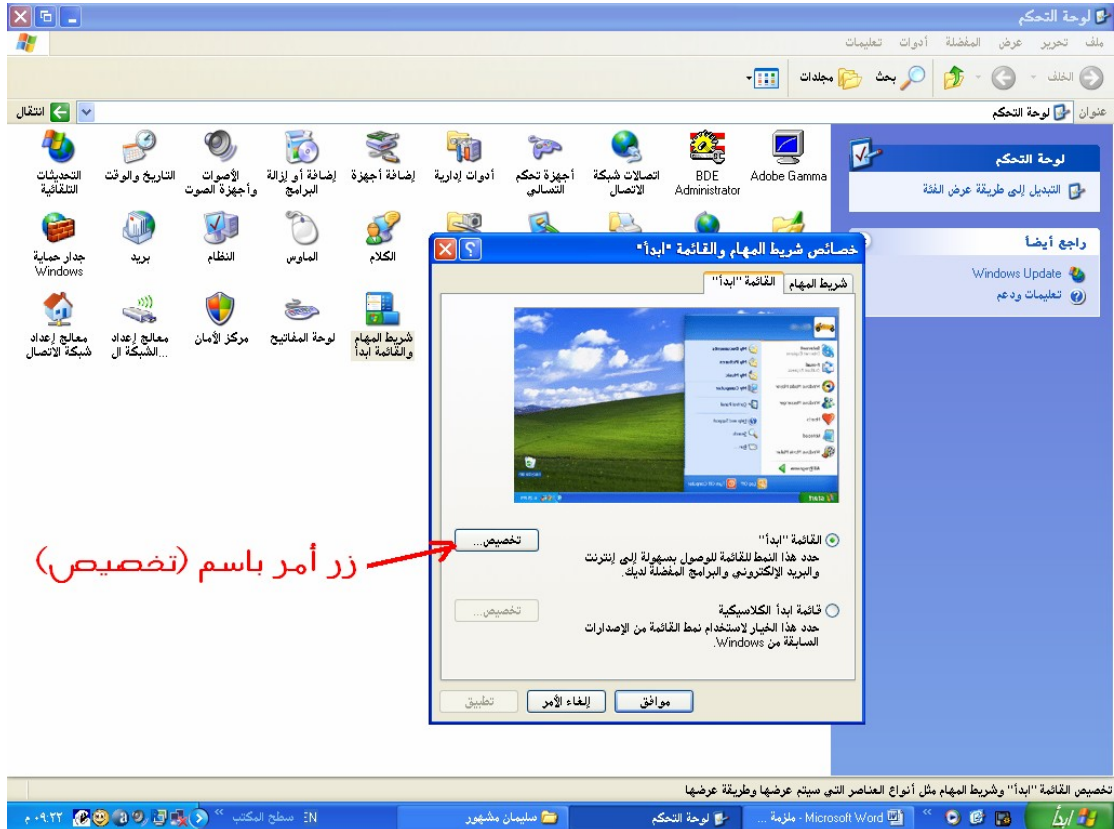 لوحة التحكم
ملف تحرير عرض المفضلة أدوات تعليمات
الخلف بحث مجلدات
عنوان لوحة التحكم انتقال
لوحة التحكم
التبديل إلى طريقة عرض الفئة
راجع أيضاً
Windows Update
تعليمات ودعم
Adobe Gamma
BDE
Administrator
اتصالات شبكة
الاتصال
أجهزة تحكم
التسالي
أدوات إدارية
إضافة أجهزة
إضافة أو إزالة
البرامج
الأصوات
وأجهزة الصوت
التاريخ والوقت
التحديثات
التلقائية
الكلام
الماوس
النظام
بريد
جدار حماية
Windows
شريط المهام
والقائمة ابدأ
لوحة المفاتيح
مركز الأمان
معالج إعداد
الشبكة ال...
معالج إعداد
شبكة الاتصال
خصائص شريط المهام والقائمة "ابدأ"
شريط المهام القائمة "ابدأ"
القائمة "ابدأ"
تخصيص...
حدد هذا النمط للقائمة للوصول بسهولة إلى إنترنت
والبريد الإلكتروني والبرامج المفضلة لديك.
قائمة ابدأ الكلاسيكية
تخصيص...
حدد هذا الخيار لاستخدام نمط القائمة من الإصدارات
السابقة من Windows.
موافق إلغاء الأمر تطبيق
زر أمر باسم (تخصيص)
تخصيص القائمة "ابدأ" وشريط المهام مثل أنواع العناصر التي سيتم عرضها وطريقة عرضها
ابدأ
Microsoft Word - ملزمة ...
لوحة التحكم
سليمان مشهور
EN سطح المكتب
٠٩:٢٢ م